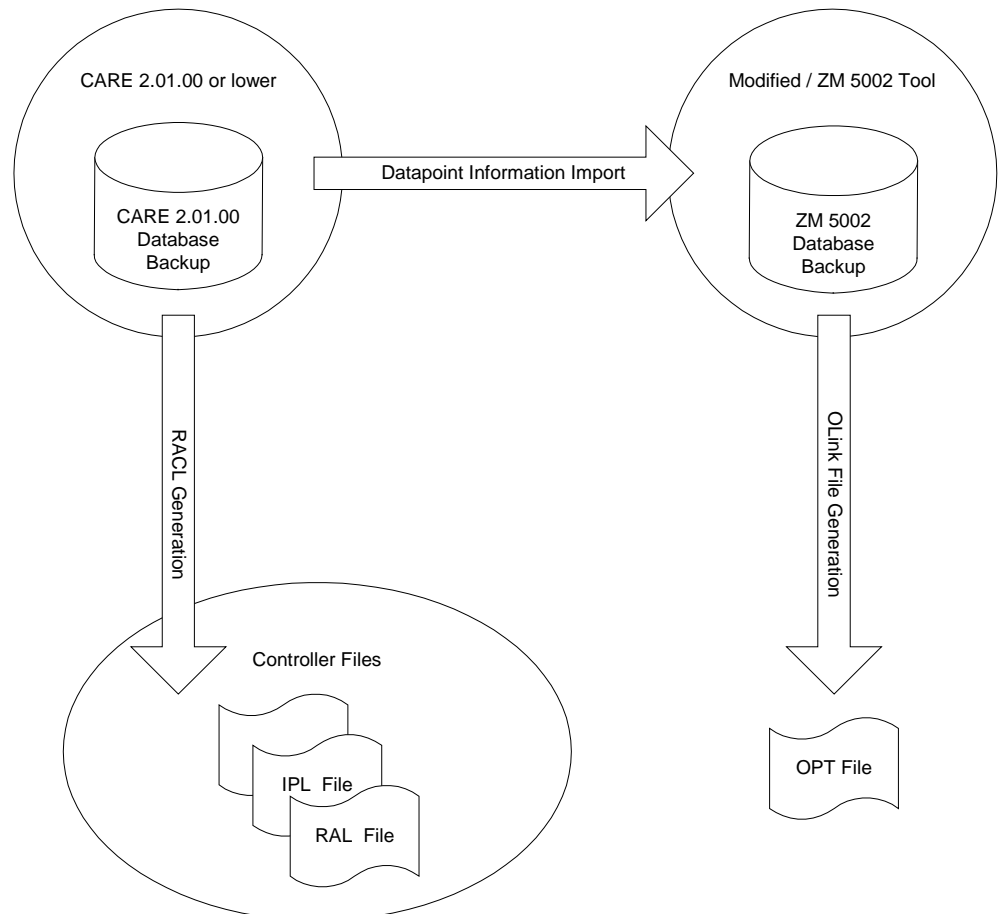 CARE 2.01.00 or lower
Modified / ZM 5002 Tool
Datapoint Information Import
CARE 2.01.00
Database
Backup
ZM 5002
Database
Backup
RACL Generation
OLink File Generation
Controller Files
IPL File
RAL File
OPT File